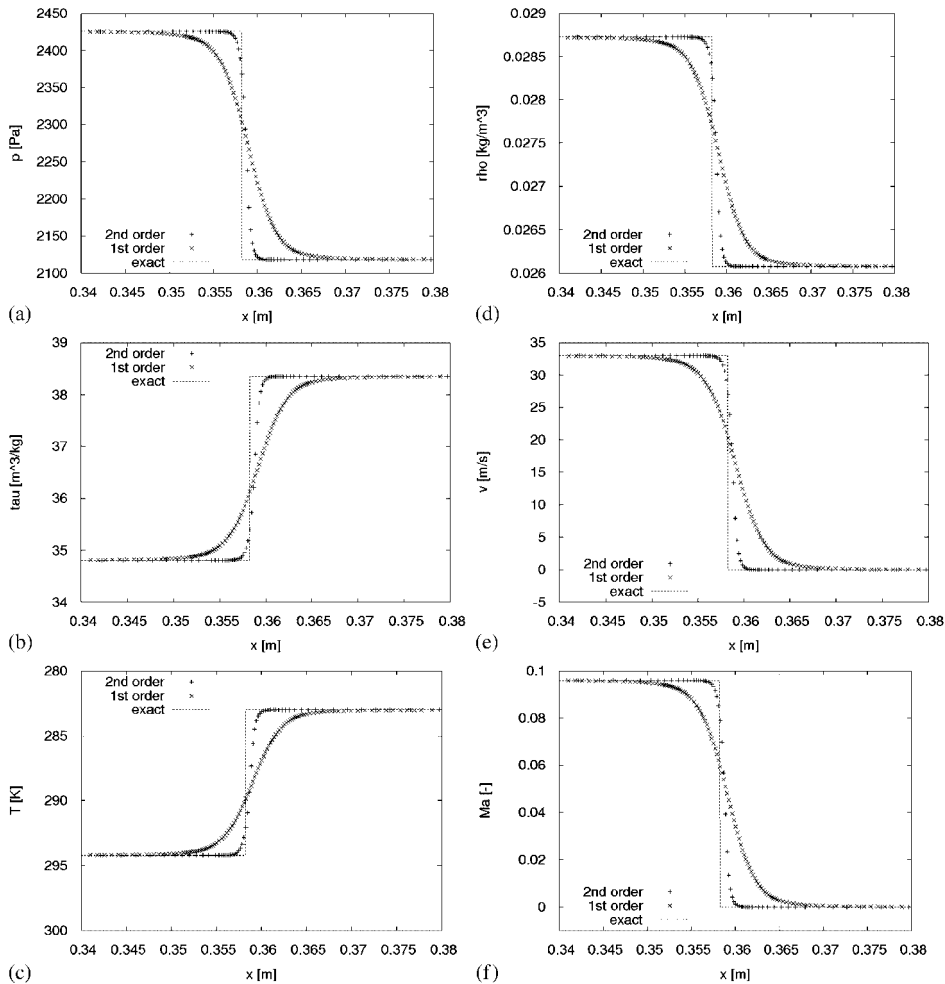 2450
2400
2350
2300
2250
2200
2150
2100
p [Pa]
2nd order
1st order
exact
0.34 0.345 0.35 0.355 0.36 0.365 0.37 0.375 0.38
x [m]
(a)
0.029
0.0285
0.028
0.0275
0.027
0.0265
0.026
rho [kg/m^3]
2nd order
1st order
exact
0.34 0.345 0.35 0.355 0.36 0.365 0.37 0.375 0.38
x [m]
(d)
39
38
37
36
35
34
tau [m^3/kg]
2nd order
1st order
exact
0.34 0.345 0.35 0.355 0.36 0.365 0.37 0.375 0.38
x [m]
(b)
35
30
25
20
15
10
5
0
-5
v [m/s]
2nd order
1st order
exact
0.34 0.345 0.35 0.355 0.36 0.365 0.37 0.375 0.38
x [m]
(e)
280
285
290
295
300
T [K]
2nd order
1st order
exact
0.34 0.345 0.35 0.355 0.36 0.365 0.37 0.375 0.38
x [m]
(c)
0.1
0.08
0.06
0.04
0.02
0
Ma [-]
2nd order
1st order
exact
0.34 0.345 0.35 0.355 0.36 0.365 0.37 0.375 0.38
x [m]
(f)